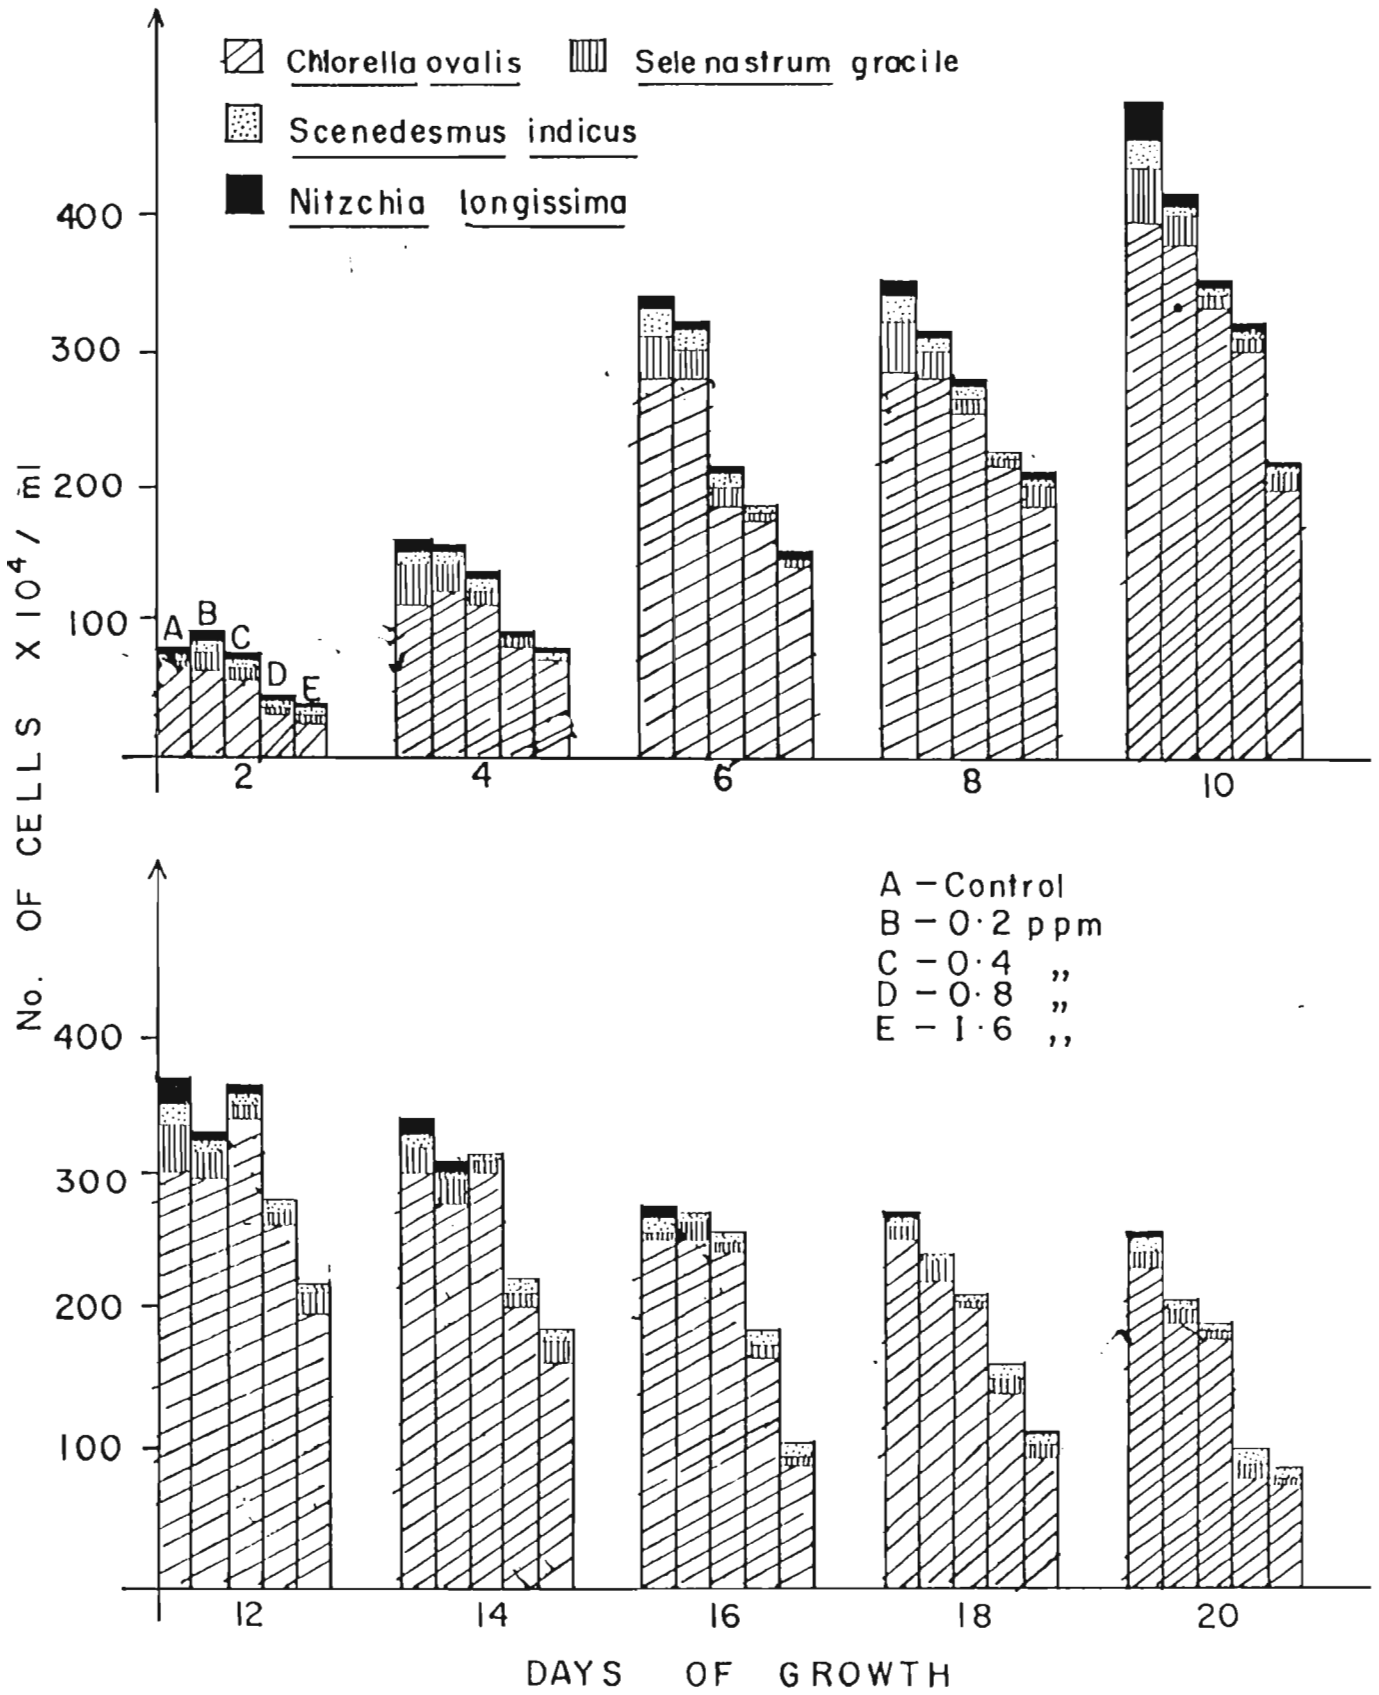 Chlorella ovalis Selenastrum gracile
Scenedesmus indicus
Nitzchia longissima
No. OF CELLS X 10⁴ / ml
400
300
200
100
A B C D E
2 4 6 8 10
A – Control
B – 0·2 ppm
C – 0·4 ,,
D – 0·8 ,,
E – 1·6 ,,
400
300
200
100
12 14 16 18 20
DAYS OF GROWTH